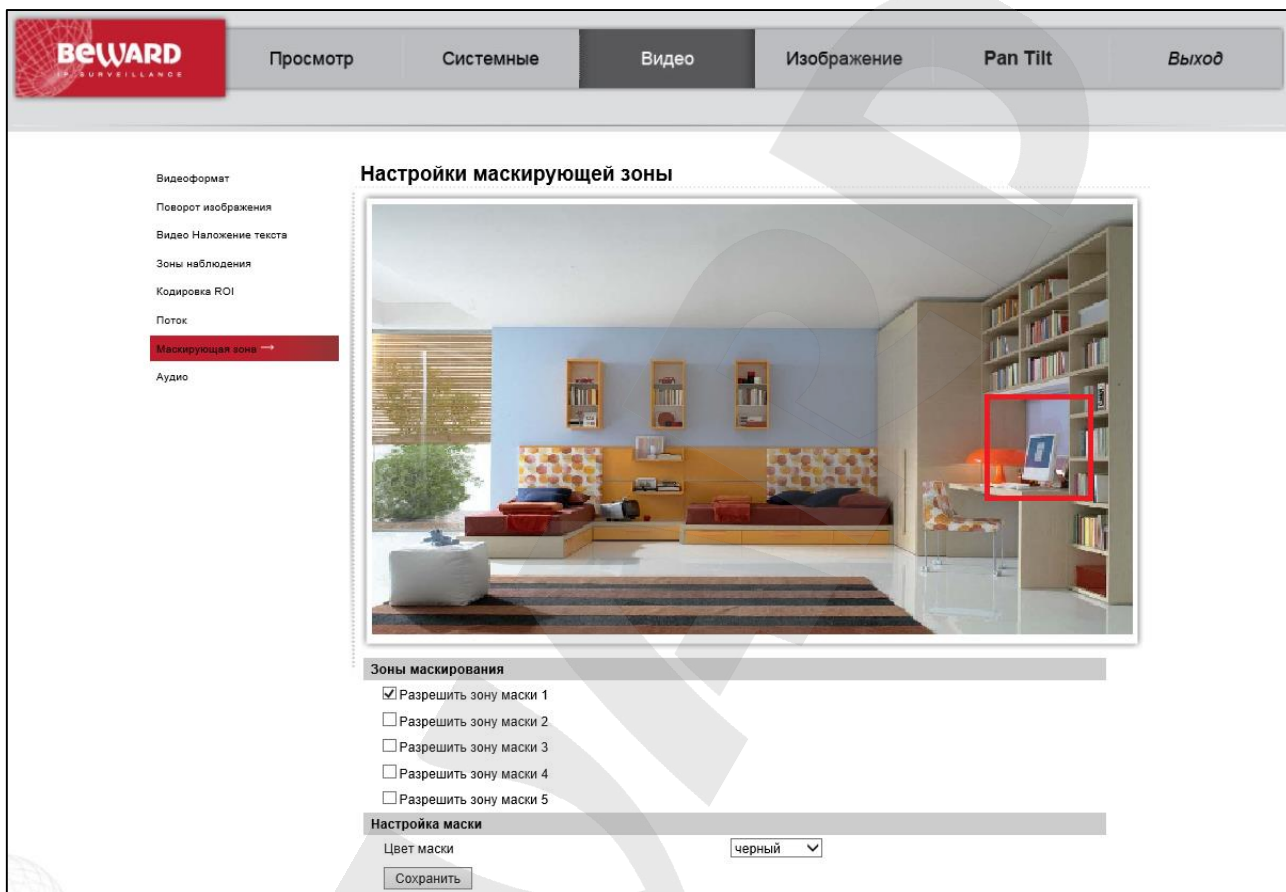 BEWARD
IP SURVEILLANCE
Просмотр
Системные
Видео
Изображение
Pan Tilt
Выход
Видеоформат
Поворот изображения
Видео Наложение текста
Зоны наблюдения
Кодировка ROI
Поток
Маскирующая зона →
Аудио
Настройки маскирующей зоны
Зоны маскирования
Разрешить зону маски 1
Разрешить зону маски 2
Разрешить зону маски 3
Разрешить зону маски 4
Разрешить зону маски 5
Настройка маски
Цвет маски
черный
Сохранить